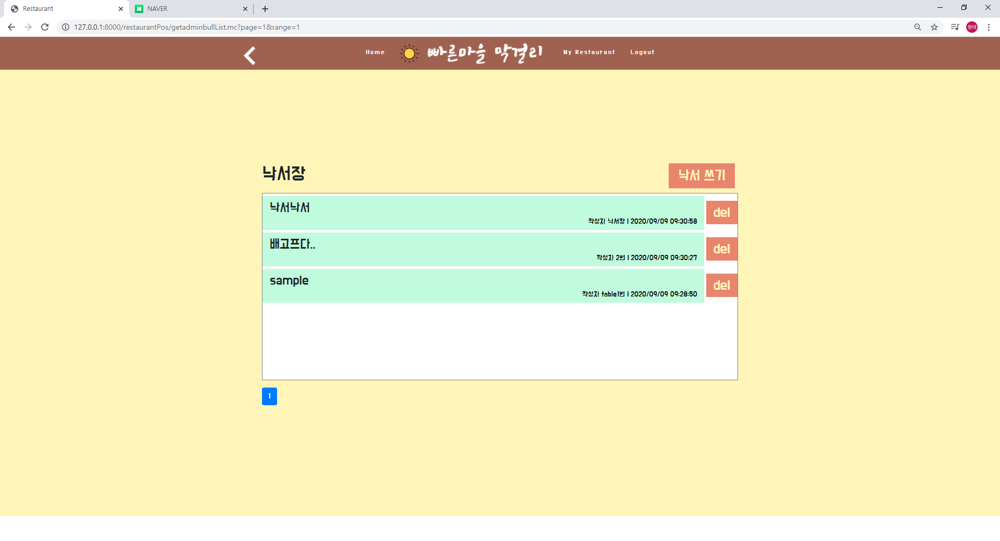 Restaurant
NAVER
127.0.0.1:8000/restaurantPos/getadminbullList.mc?page=1&range=1
형태
Home
빠른마을 막걸리
My Restaurant
Logout
낙서장
낙서 쓰기
낙서낙서
del
작성자 낙서장 | 2020/09/09 09:30:58
배고프다..
del
작성자 2번 | 2020/09/09 09:30:27
sample
del
작성자 table1번 | 2020/09/09 09:28:50
1